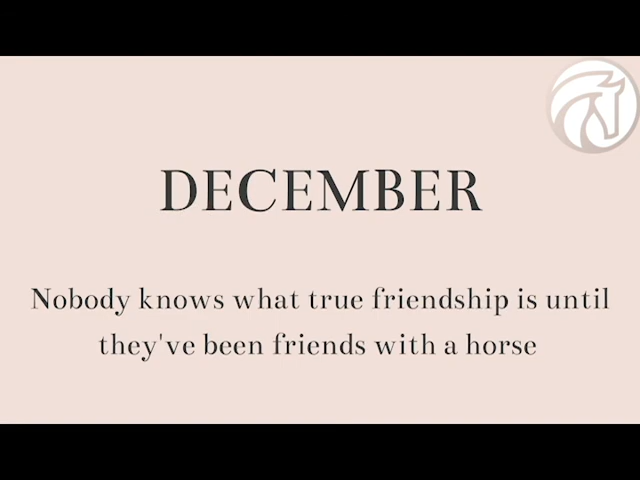 DECEMBER
Nobody knows what true friendship is until
they've been friends with a horse